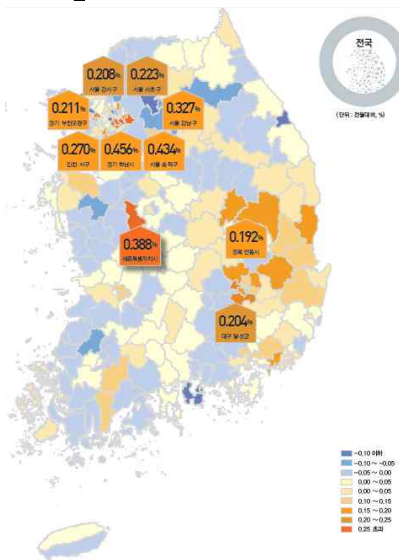 전국
(단위 : 전월대비, %)
0.208%
서울 강서구
0.223%
서울 서초구
0.211%
경기 부천오정구
0.327%
서울 강남구
0.270%
인천 서구
0.456%
경기 하남시
0.434%
서울 송파구
0.388%
세종특별자치시
0.192%
경북 안동시
0.204%
대구 달성군
-0.10 이하
-0.10 ~ -0.05
-0.05 ~ 0.00
0.00 ~ 0.05
0.00 ~ 0.05
0.10 ~ 0.15
0.15 ~ 0.20
0.20 ~ 0.25
0.25 초과